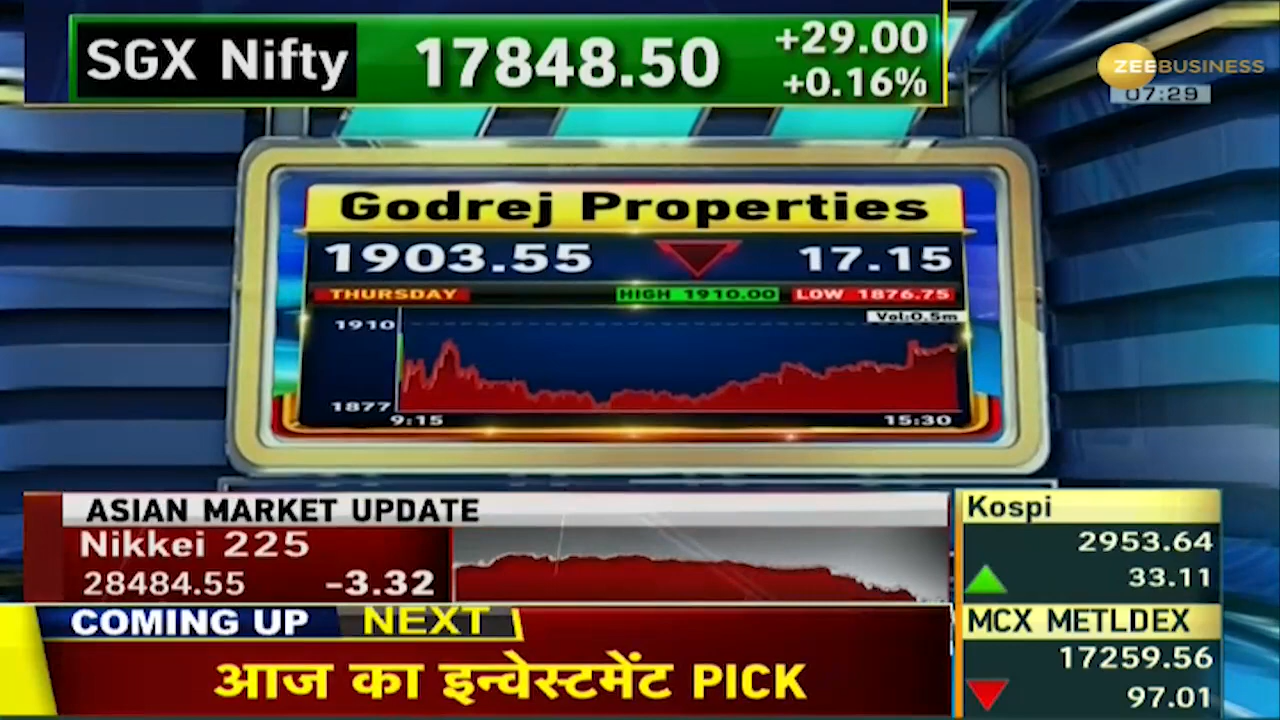 SGX Nifty
17848.50
+29.00
+0.16%
ZEEBUSINESS
07:29
Godrej Properties
1903.55
17.15
THURSDAY
HIGH 1910.00
LOW 1876.75
Vol:0.5m
1910
1877
9:15
15:30
ASIAN MARKET UPDATE
Nikkei 225
28484.55
-3.32
Kospi
2953.64
33.11
MCX METLDEX
17259.56
97.01
COMING UP NEXT
आज का इन्वेस्टमेंट PICK